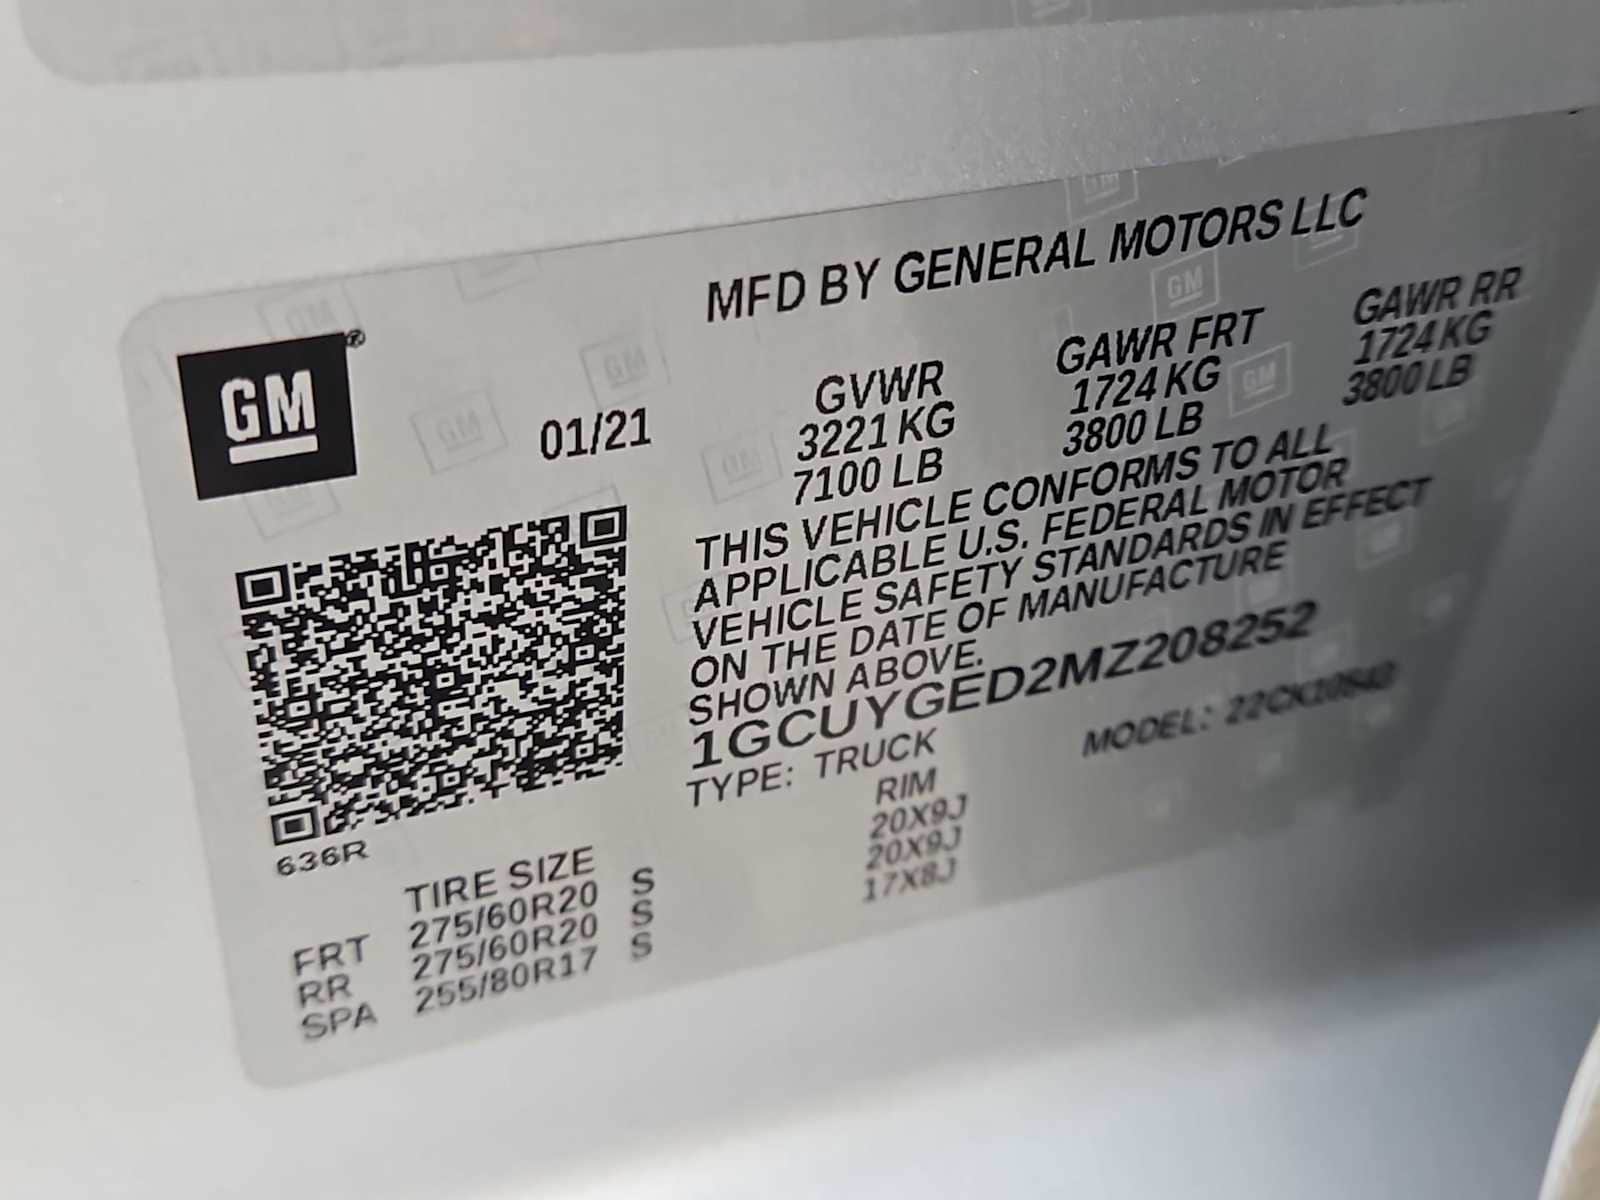 MFD BY GENERAL MOTORS LLC
GM®
01/21
GVWR GAWR FRT GAWR RR
3221 KG 1724 KG 1724 KG
7100 LB 3800 LB 3800 LB
THIS VEHICLE CONFORMS TO ALL
APPLICABLE U.S. FEDERAL MOTOR
VEHICLE SAFETY STANDARDS IN EFFECT
ON THE DATE OF MANUFACTURE
SHOWN ABOVE.
1GCUYGED2MZ208252
TYPE: TRUCK MODEL:
636R
TIRE SIZE RIM
FRT 275/60R20 S 20X9J
RR 275/60R20 S 20X9J
SPA 255/80R17 S 17X8J